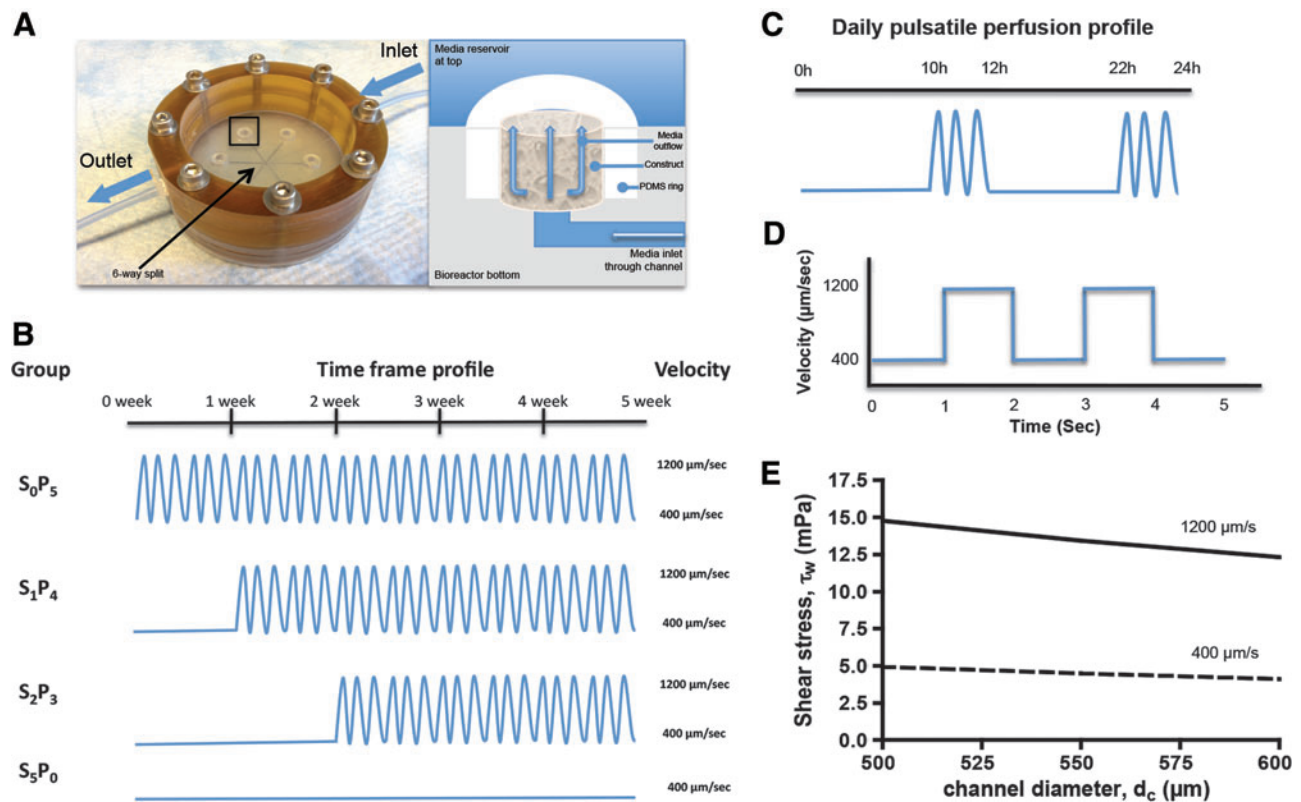 A
Inlet
Outlet
6-way split
Media reservoir
at top
Media
outflow
Construct
PDMS ring
Media inlet
through channel
Bioreactor bottom
B
Group
Time frame profile
Velocity
0 week
1 week
2 week
3 week
4 week
5 week
S₀P₅
1200 µm/sec
400 µm/sec
S₁P₄
1200 µm/sec
400 µm/sec
S₂P₃
1200 µm/sec
400 µm/sec
S₅P₀
400 µm/sec
C
Daily pulsatile perfusion profile
0h
10h
12h
22h
24h
D
Velocity (µm/sec)
1200
400
0
1
2
3
4
5
Time (Sec)
E
Shear stress, τw (mPa)
17.5
15.0
12.5
10.0
7.5
5.0
2.5
0.0
1200 µm/s
400 µm/s
500
525
550
575
600
channel diameter, dc (µm)